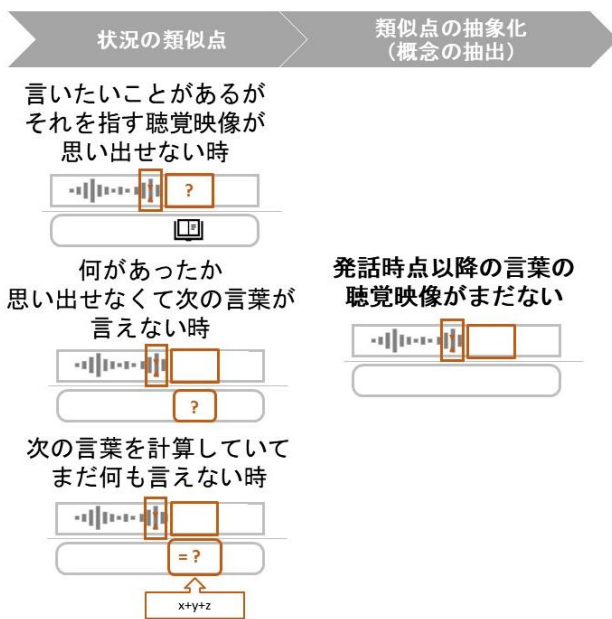 状況の類似点
類似点の抽象化
（概念の抽出）
言いたいことがあるが
それを指す聴覚映像が
思い出せない時
?
何があったか
思い出せなくて次の言葉が
言えない時
?
次の言葉を計算していて
まだ何も言えない時
= ?
x+y+z
発話時点以降の言葉の
聴覚映像がまだない